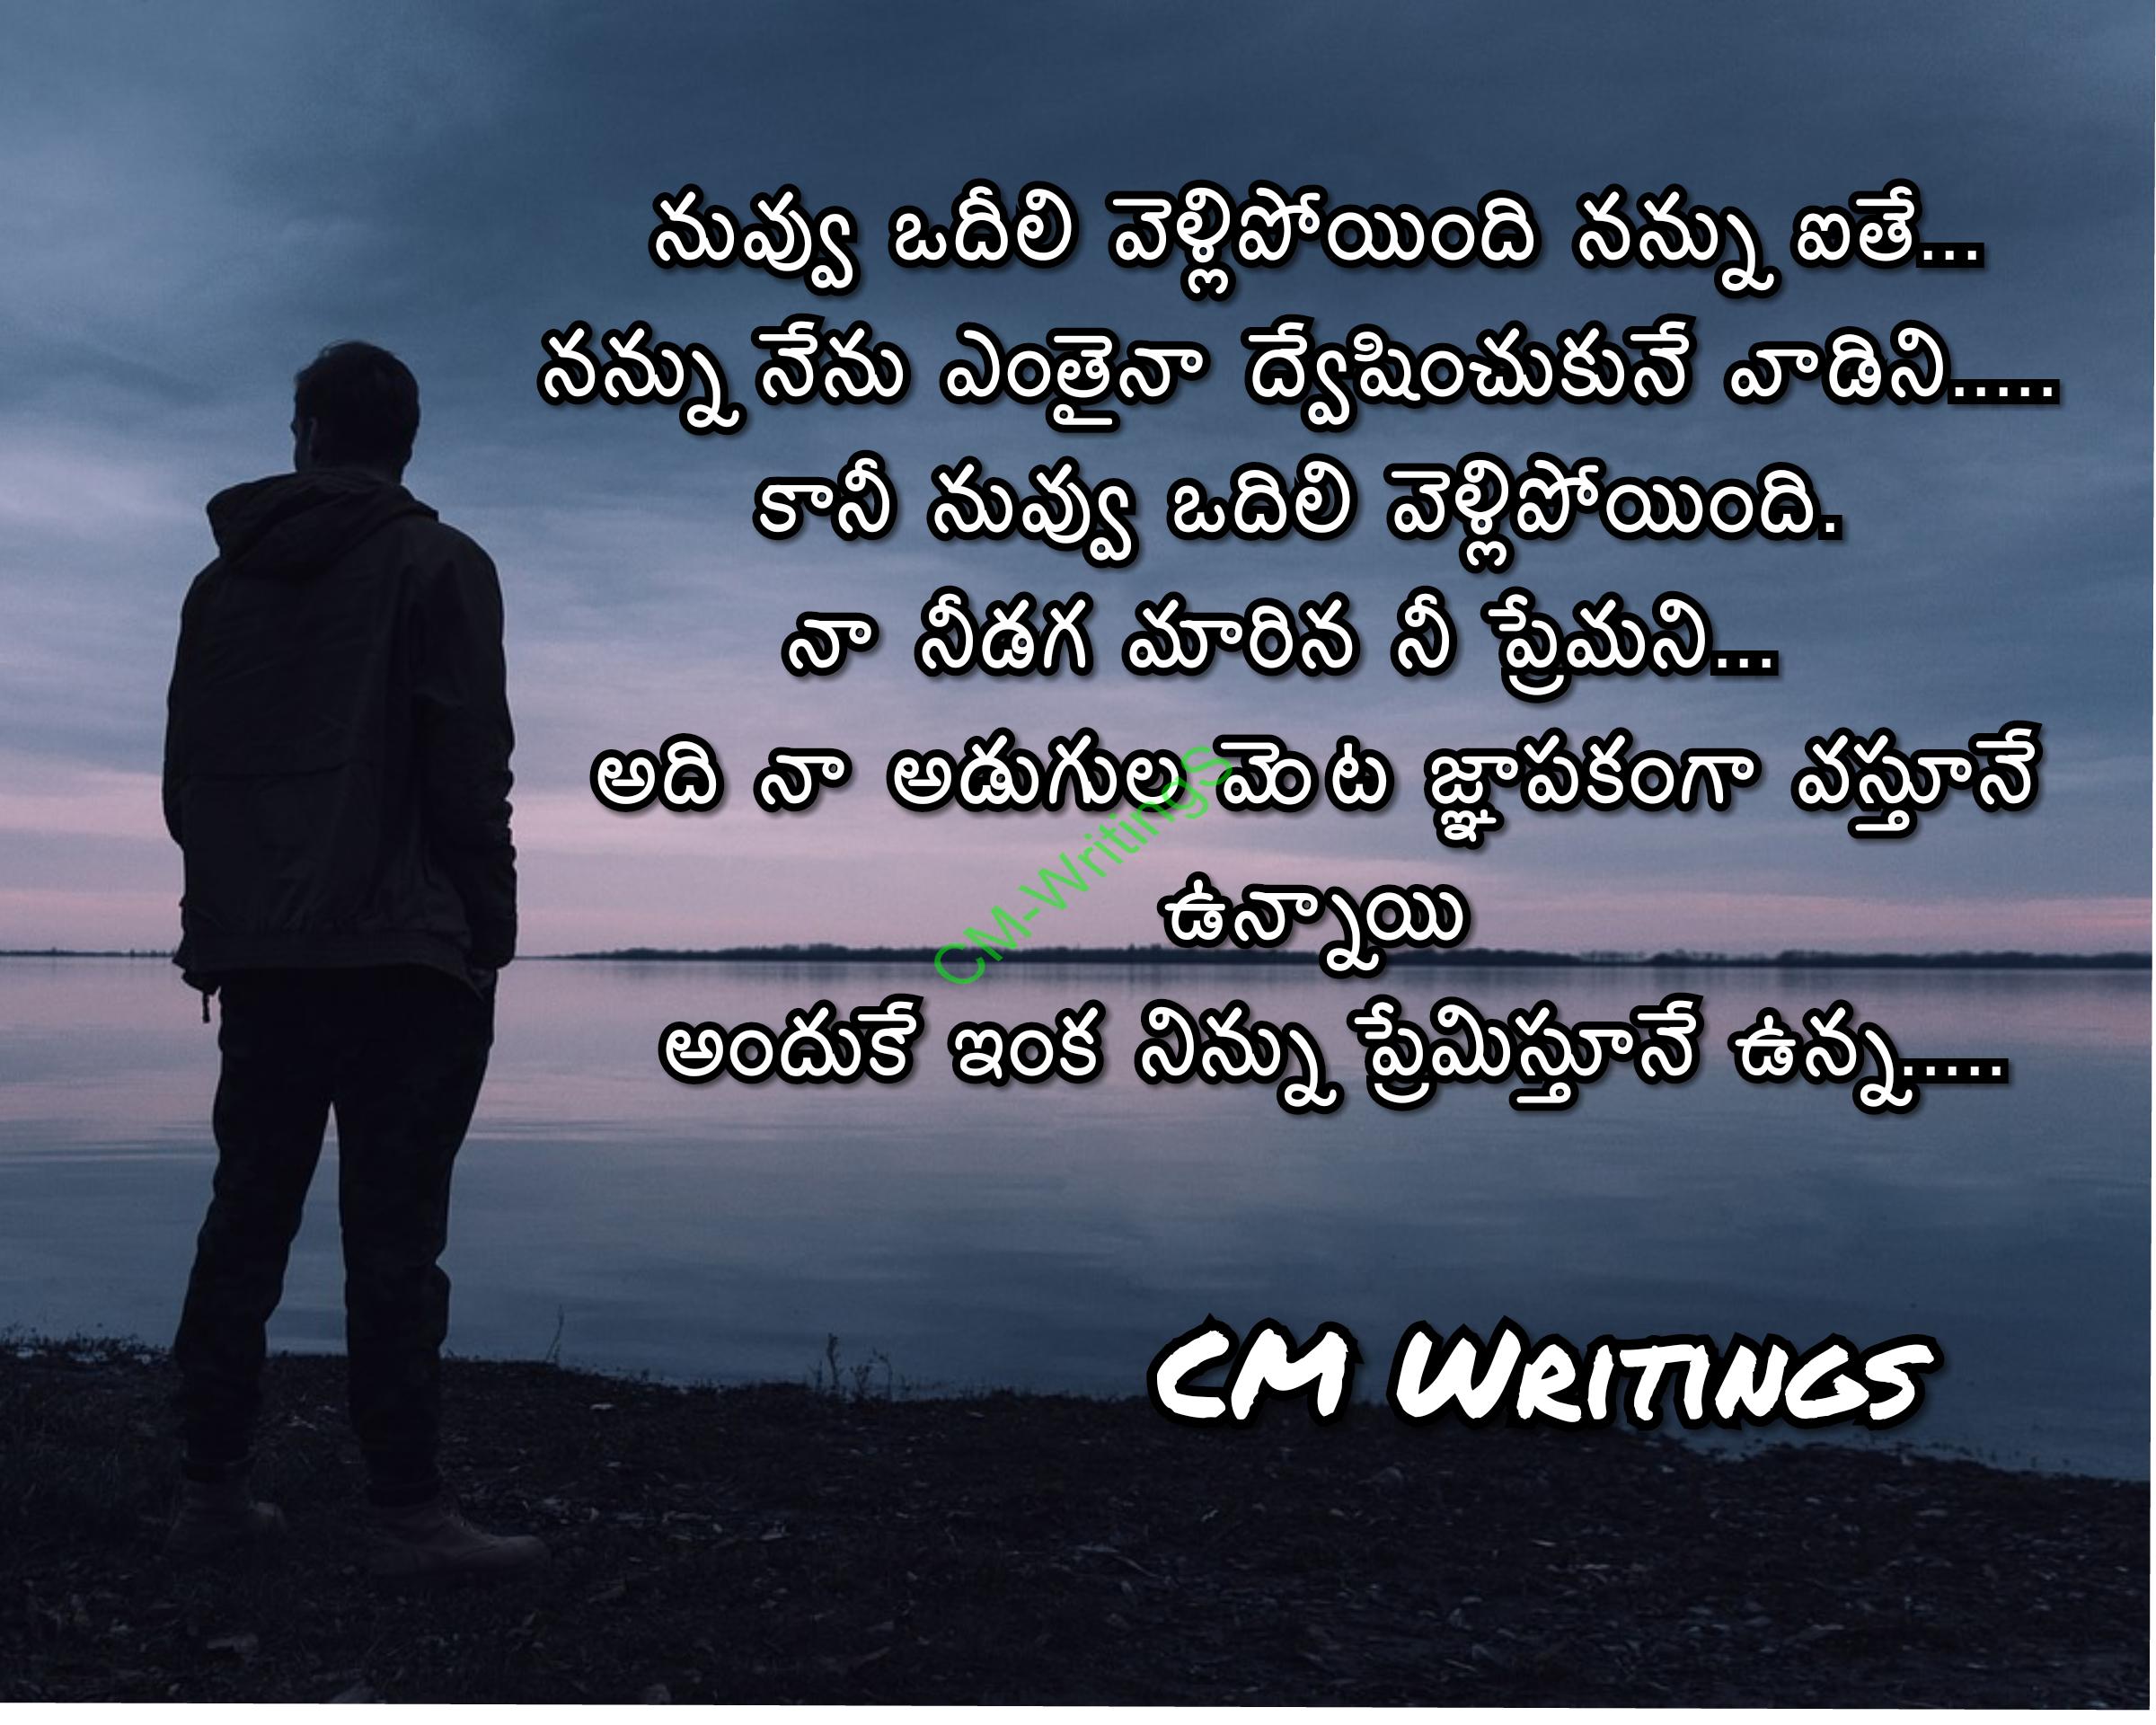 నువ్వు ఒదీలి వెళ్లిపోయింది నన్ను ఐతే...
నన్ను నేను ఎంతైనా ద్వేషించుకునే వాడిని.....
కానీ నువ్వు ఒదిలి వెళ్లిపోయింది.
నా నీడగ మారిన నీ ప్రేమని...
అది నా అడుగుల వెంట జ్ఞాపకంగా వస్తూనే
ఉన్నాయి
అందుకే ఇంక నిన్ను ప్రేమిస్తూనే ఉన్న.....
CM-WritingS
CM WRITINGS